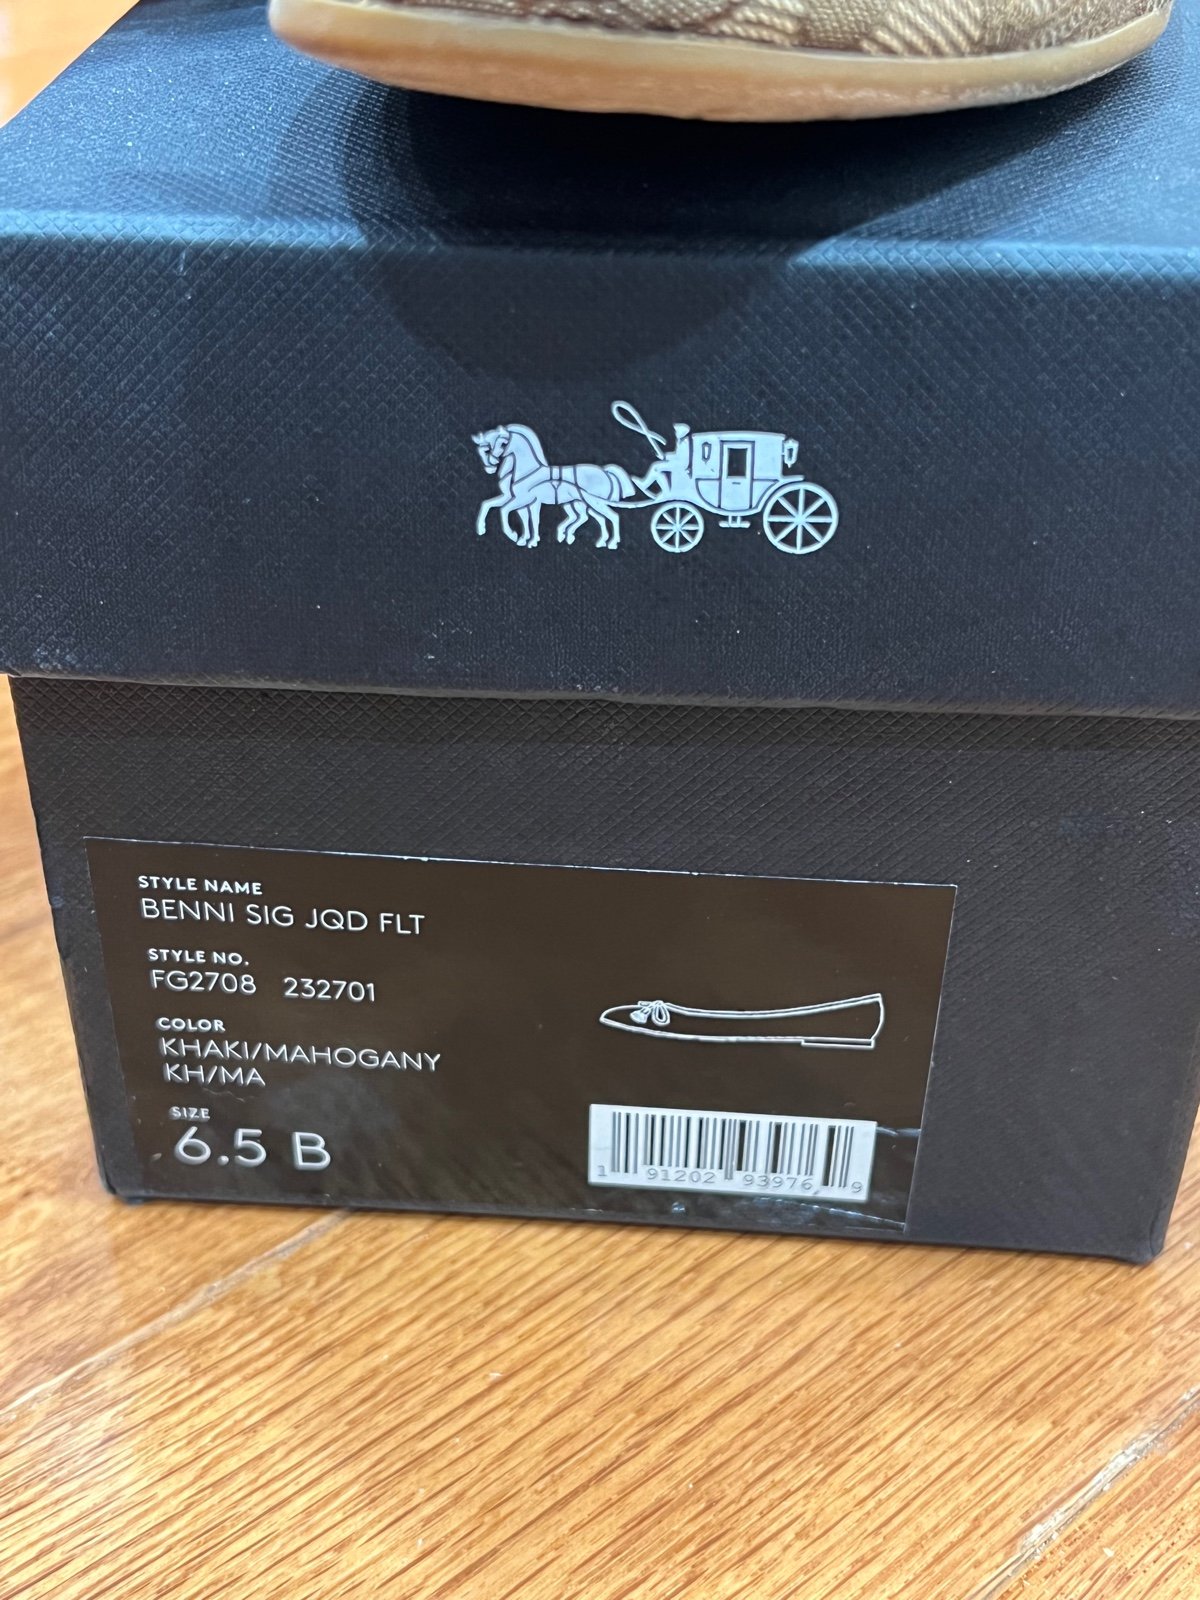 STYLE NAME
BENNI SIG JQD FLT
STYLE NO.
FG2708 232701
COLOR
KHAKI/MAHOGANY
KH/MA
SIZE
6.5 B
1 91202 93976 9